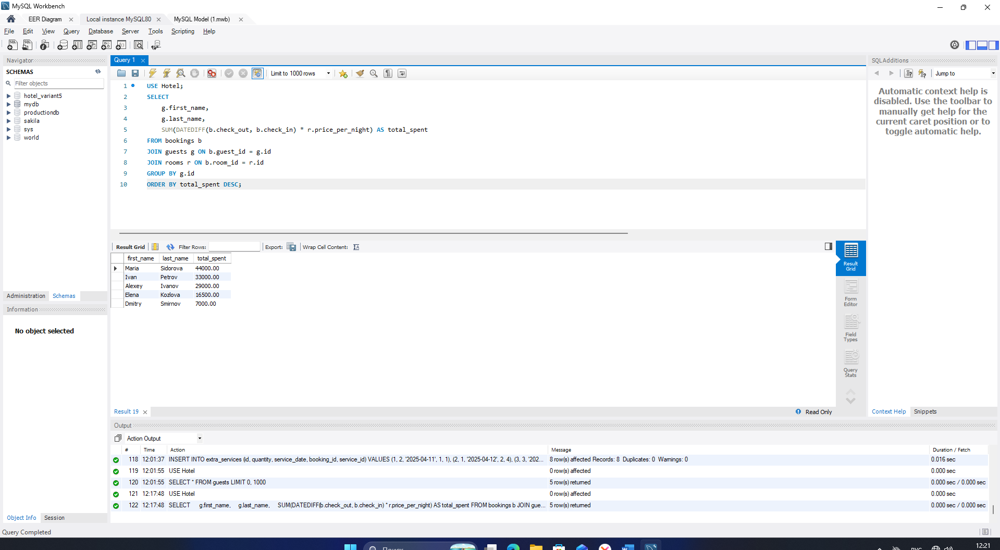 MySQL Workbench
EER Diagram
Local instance MySQL80
MySQL Model (1.mwb)
File Edit View Query Database Server Tools Scripting Help
Navigator
SCHEMAS
Filter objects
hotel_variant5
mydb
productiondb
sakila
sys
world
Administration Schemas
Information
No object selected
Object Info Session
Query 1
Limit to 1000 rows
1 USE Hotel;
2 SELECT
3 g.first_name,
4 g.last_name,
5 SUM(DATEDIFF(b.check_out, b.check_in) * r.price_per_night) AS total_spent
6 FROM bookings b
7 JOIN guests g ON b.guest_id = g.id
8 JOIN rooms r ON b.room_id = r.id
9 GROUP BY g.id
10 ORDER BY total_spent DESC;
Result Grid Filter Rows: Export: Wrap Cell Content:
first_name last_name total_spent
Maria Sidorova 44000.00
Ivan Petrov 33000.00
Alexey Ivanov 29000.00
Elena Kozlova 16500.00
Dmitry Smirnov 7000.00
Result
Grid
Form
Editor
Field
Types
Query
Stats
Result 19
Read Only
SQLAdditions
Jump to
Automatic context help is
disabled. Use the toolbar to
manually get help for the
current caret position or to
toggle automatic help.
Context Help Snippets
Output
Action Output
# Time Action Message Duration / Fetch
118 12:01:37 INSERT INTO extra_services (id, quantity, service_date, booking_id, service_id) VALUES (1, 2, '2025-04-11', 1, 1), (2, 1, '2025-04-12', 2, 4), (3, 3, '202... 8 row(s) affected Records: 8 Duplicates: 0 Warnings: 0 0.016 sec
119 12:01:55 USE Hotel 0 row(s) affected 0.000 sec
120 12:01:55 SELECT * FROM guests LIMIT 0, 1000 5 row(s) returned 0.000 sec / 0.000 sec
121 12:17:48 USE Hotel 0 row(s) affected 0.000 sec
122 12:17:48 SELECT g.first_name, g.last_name, SUM(DATEDIFF(b.check_out, b.check_in) * r.price_per_night) AS total_spent FROM bookings b JOIN gue... 5 row(s) returned 0.000 sec / 0.000 sec
Query Completed
Поиск
РУС
12:21